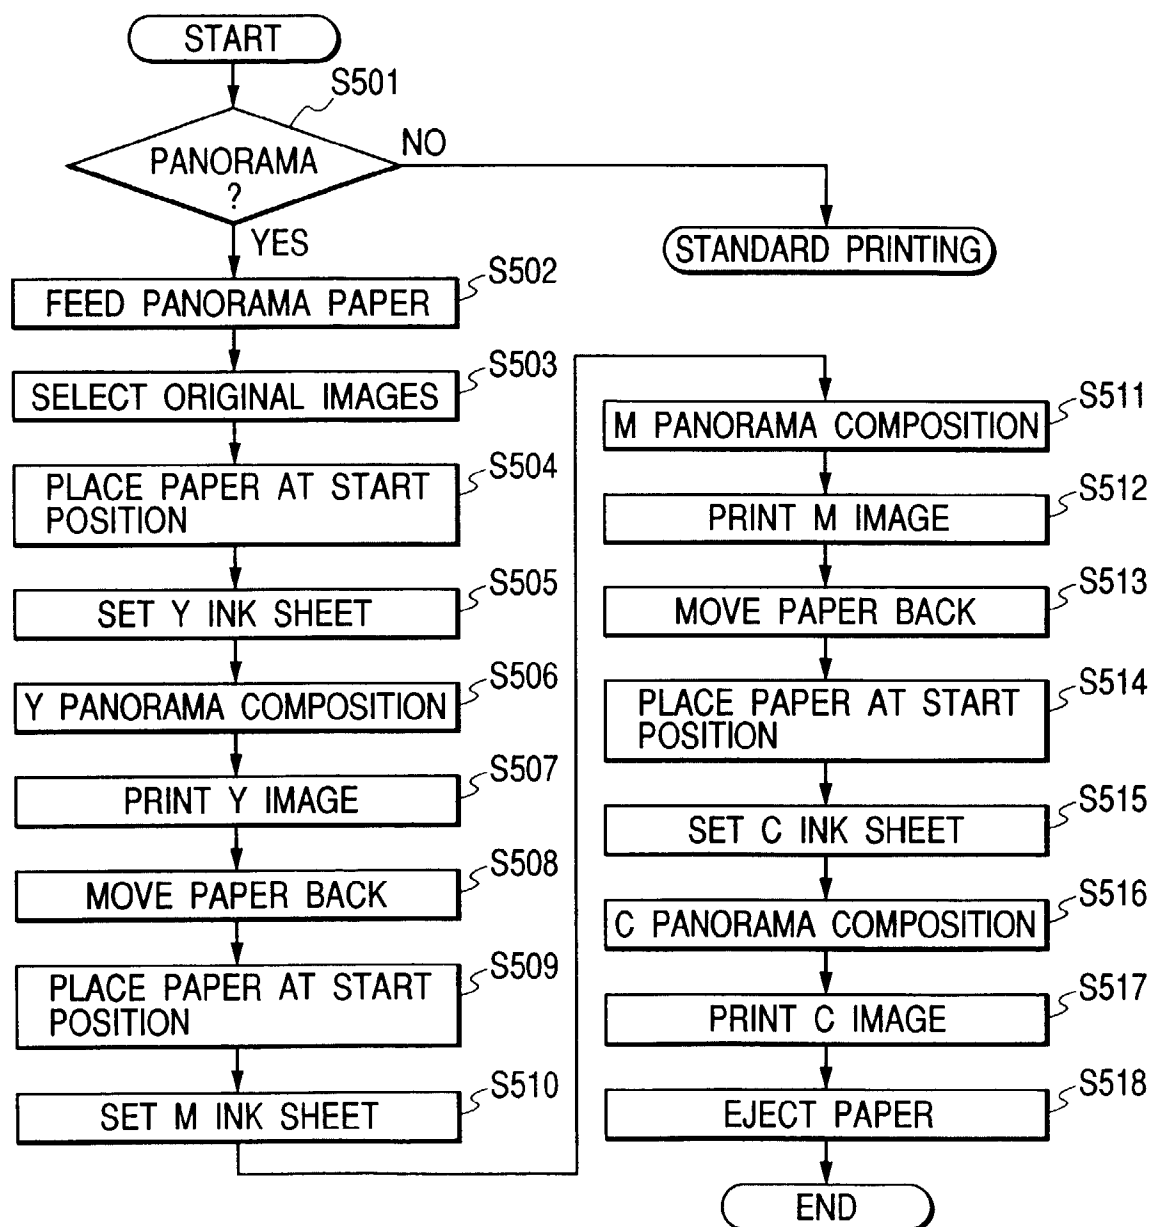 START
S501
PANORAMA
?
NO
YES
STANDARD PRINTING
S502
FEED PANORAMA PAPER
S503
SELECT ORIGINAL IMAGES
S504
PLACE PAPER AT START
POSITION
S505
SET Y INK SHEET
S506
Y PANORAMA COMPOSITION
S507
PRINT Y IMAGE
S508
MOVE PAPER BACK
S509
PLACE PAPER AT START
POSITION
S510
SET M INK SHEET
S511
M PANORAMA COMPOSITION
S512
PRINT M IMAGE
S513
MOVE PAPER BACK
S514
PLACE PAPER AT START
POSITION
S515
SET C INK SHEET
S516
C PANORAMA COMPOSITION
S517
PRINT C IMAGE
S518
EJECT PAPER
END